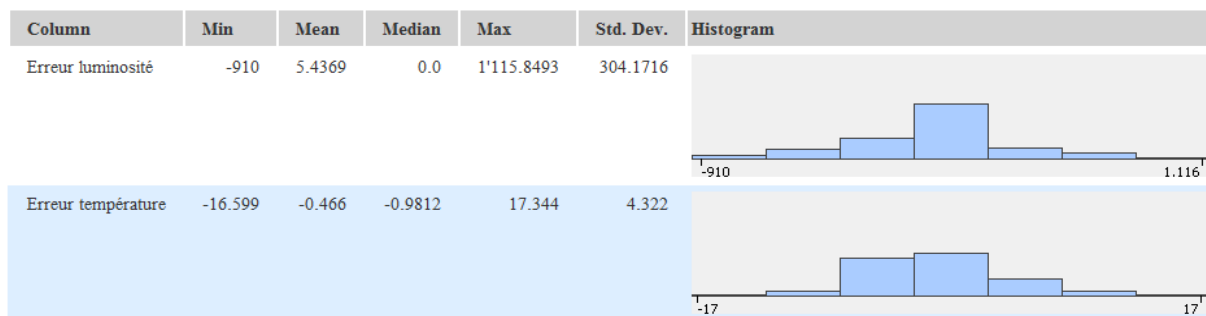 Column Min Mean Median Max Std. Dev. Histogram
Erreur luminosité -910 5.4369 0.0 1'115.8493 304.1716
-910 1.116
Erreur température -16.599 -0.466 -0.9812 17.344 4.322
-17 17